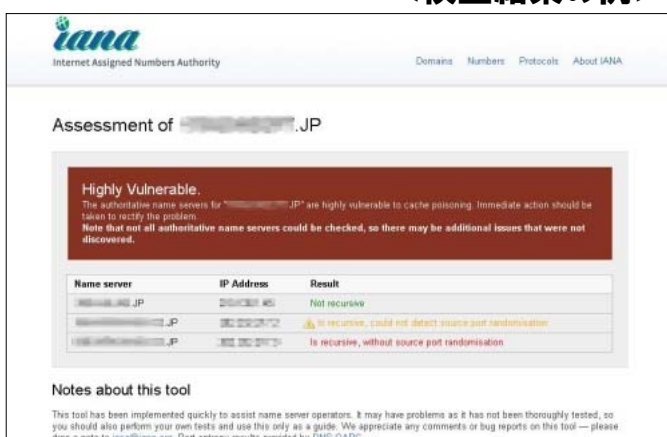 iana
Internet Assigned Numbers Authority
Domains Numbers Protocols About IANA
Assessment of .JP
Highly Vulnerable.
The authoritative name servers for " JP" are highly vulnerable to cache poisoning. Immediate action should be
taken to rectify the problem.
Note that not all authoritative name servers could be checked, so there may be additional issues that were not
discovered.
Name server IP Address Result
.JP Not recursive
.JP Is recursive, could not detect source port randomisation
.JP Is recursive, without source port randomisation
Notes about this tool
This tool has been implemented quickly to assist name server operators. It may have problems as it has not been thoroughly tested, so
you should also perform your own tests and use this only as a guide. We appreciate any comments or bug reports on this tool — please